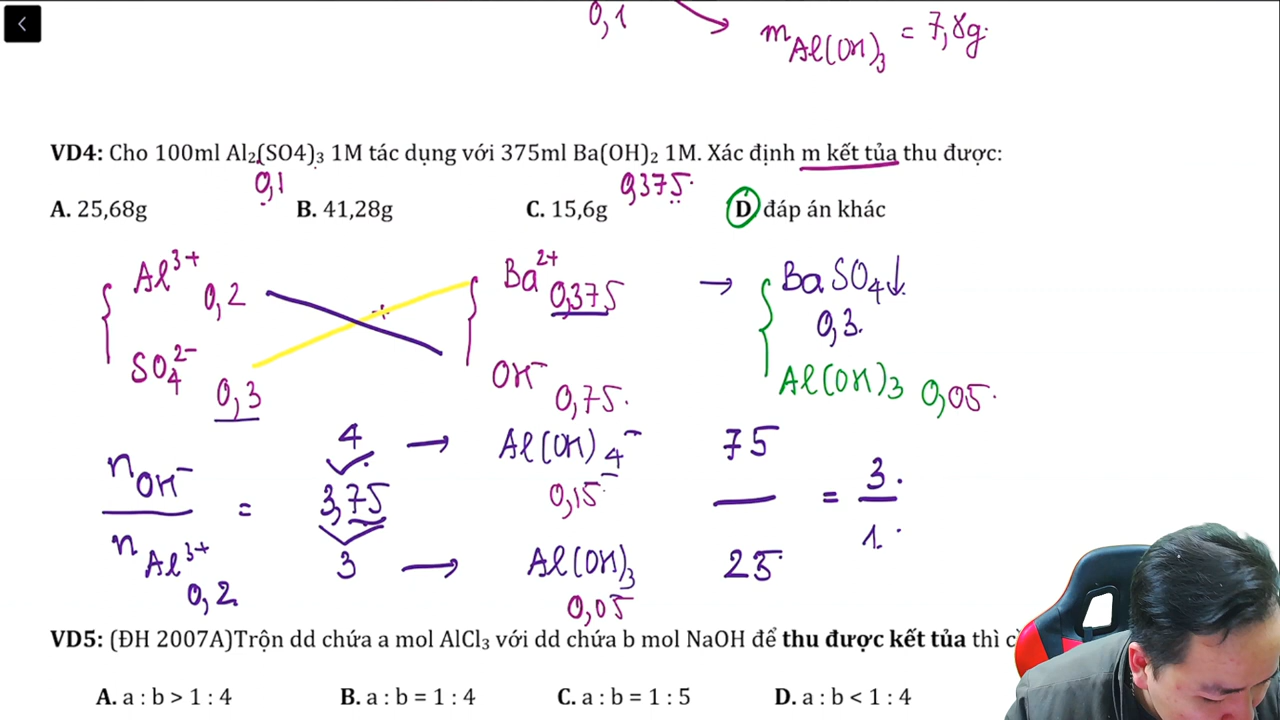 0,1
m Al(OH)₃ = 7,8g
VD4: Cho 100ml Al₂(SO4)₃ 1M tác dụng với 375ml Ba(OH)₂ 1M. Xác định m kết tủa thu được:
0,1 0,375
A. 25,68g B. 41,28g C. 15,6g D đáp án khác
Al³⁺ 0,2 Ba²⁺ 0,375 → BaSO₄↓
0,3
SO₄²⁻ 0,3 OH⁻ 0,75 Al(OH)₃ 0,05
4 → Al(OH)₄⁻ 75
0,15
nOH⁻ / nAl³⁺ = 3,75 = 3 / 1
0,2
3 → Al(OH)₃ 25
0,05
VD5: (ĐH 2007A)Trộn dd chứa a mol AlCl₃ với dd chứa b mol NaOH để thu được kết tủa thì
A. a : b > 1 : 4 B. a : b = 1 : 4 C. a : b = 1 : 5 D. a : b < 1 : 4